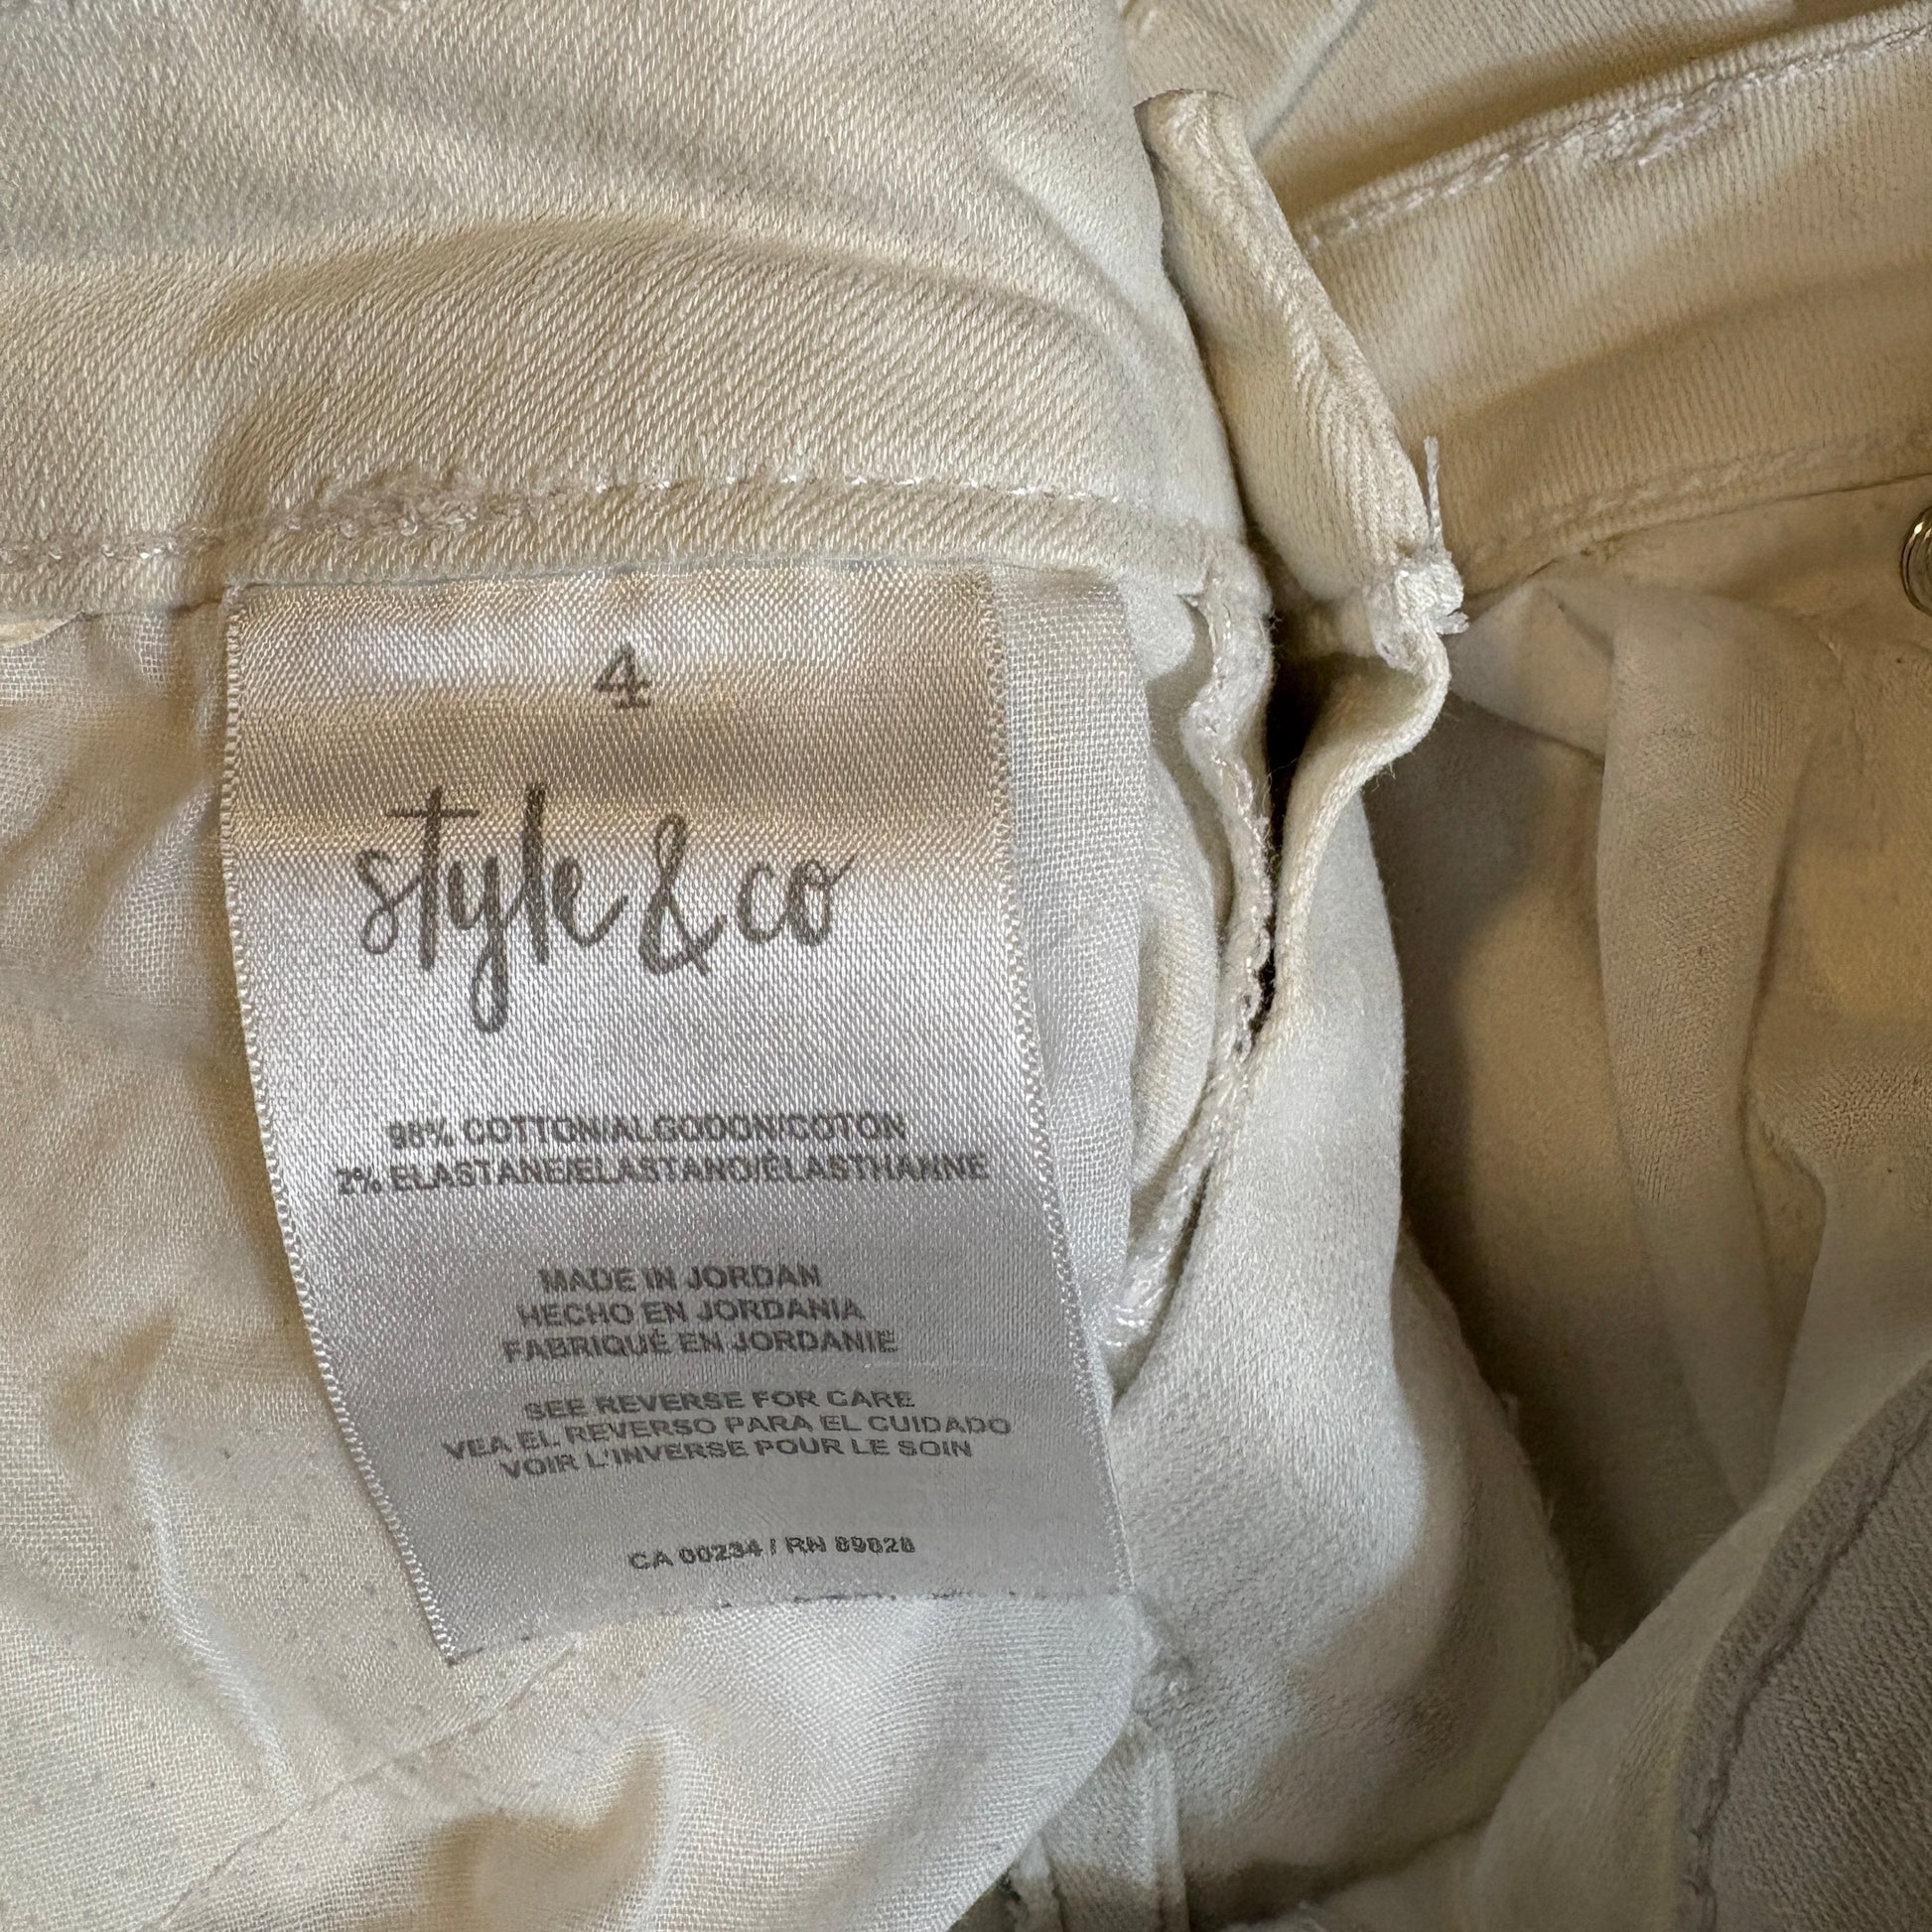 4
style & co
98% COTTON/ALGODON/COTON
2% ELASTANE/ELASTANO/ÉLASTHANNE
MADE IN JORDAN
HECHO EN JORDANIA
FABRIQUÉ EN JORDANIE
SEE REVERSE FOR CARE
VEA EL REVERSO PARA EL CUIDADO
VOIR L'INVERSE POUR LE SOIN
CA 00234 / RN 89828